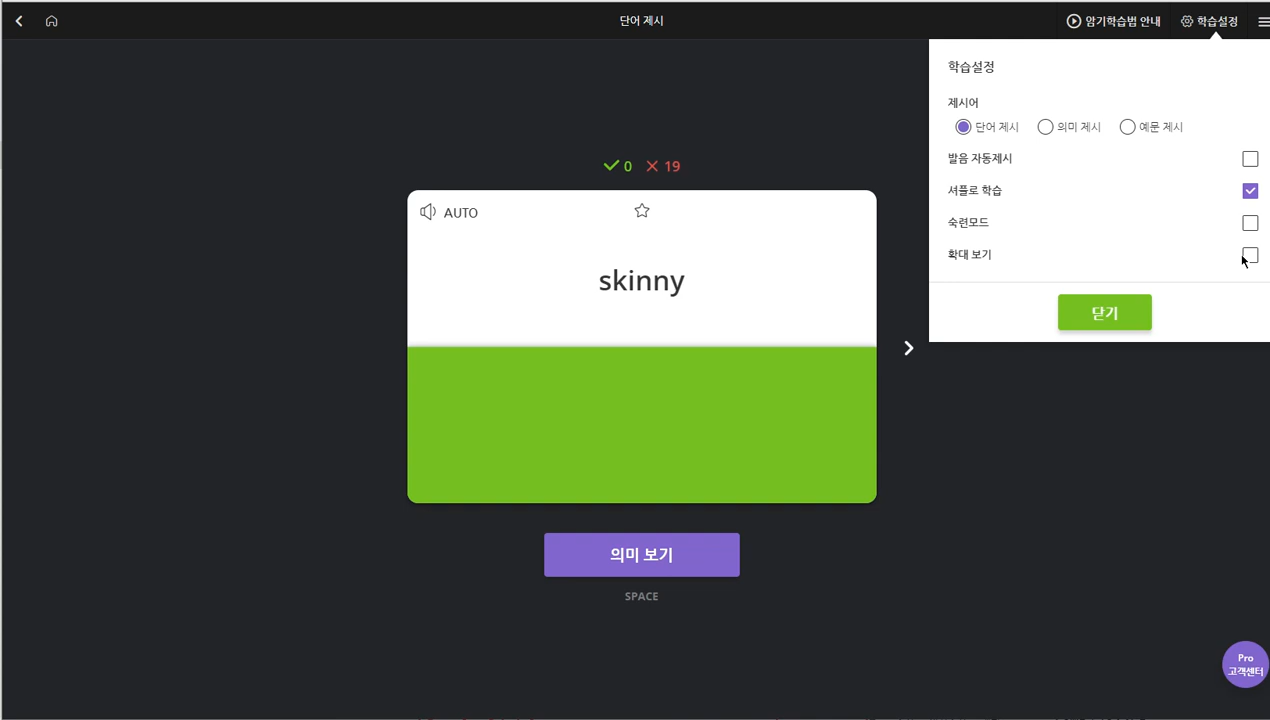 단어 제시
암기학습법 안내
학습설정
학습설정
제시어
단어 제시 의미 제시 예문 제시
발음 자동제시
셔플로 학습
숙련모드
확대 보기
닫기
0 19
AUTO
skinny
의미 보기
SPACE
Pro
고객센터